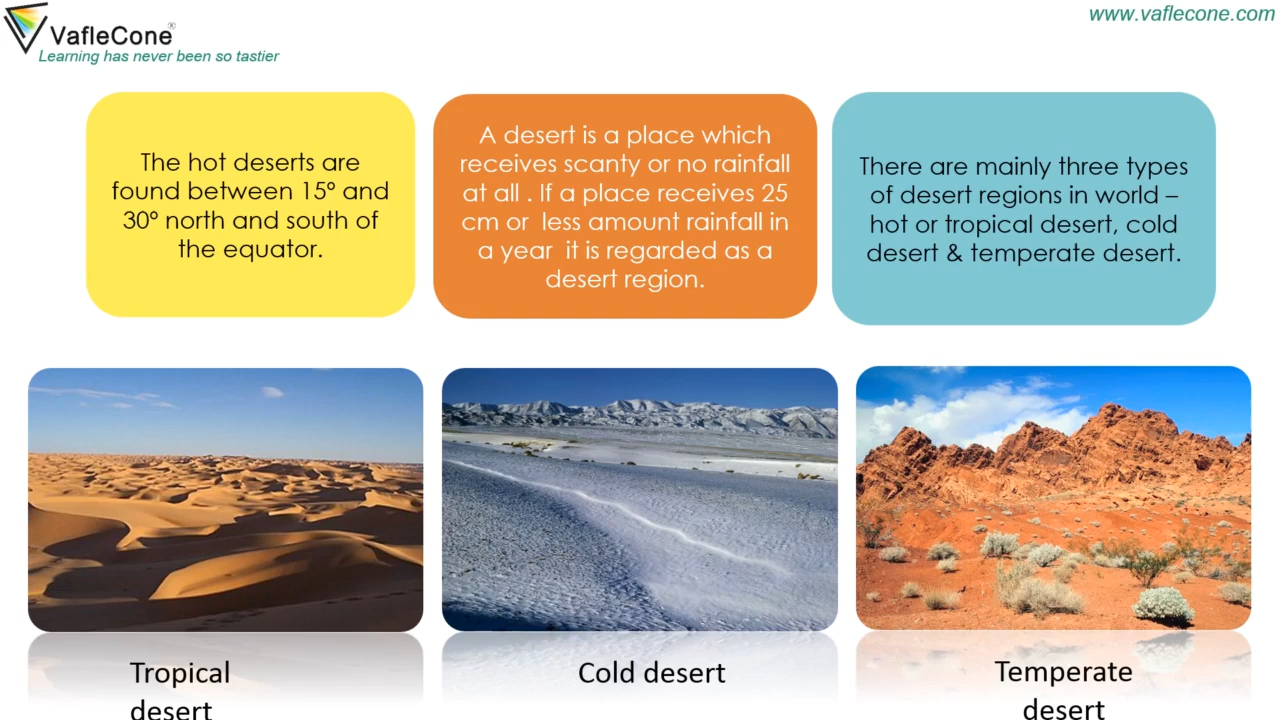 VafleCone®
Learning has never been so tastier
www.vaflecone.com
The hot deserts are
found between 15º and
30º north and south of
the equator.
A desert is a place which
receives scanty or no rainfall
at all . If a place receives 25
cm or  less amount rainfall in
a year  it is regarded as a
desert region.
There are mainly three types
of desert regions in world –
hot or tropical desert, cold
desert & temperate desert.
Tropical
desert
Cold desert
Temperate
desert